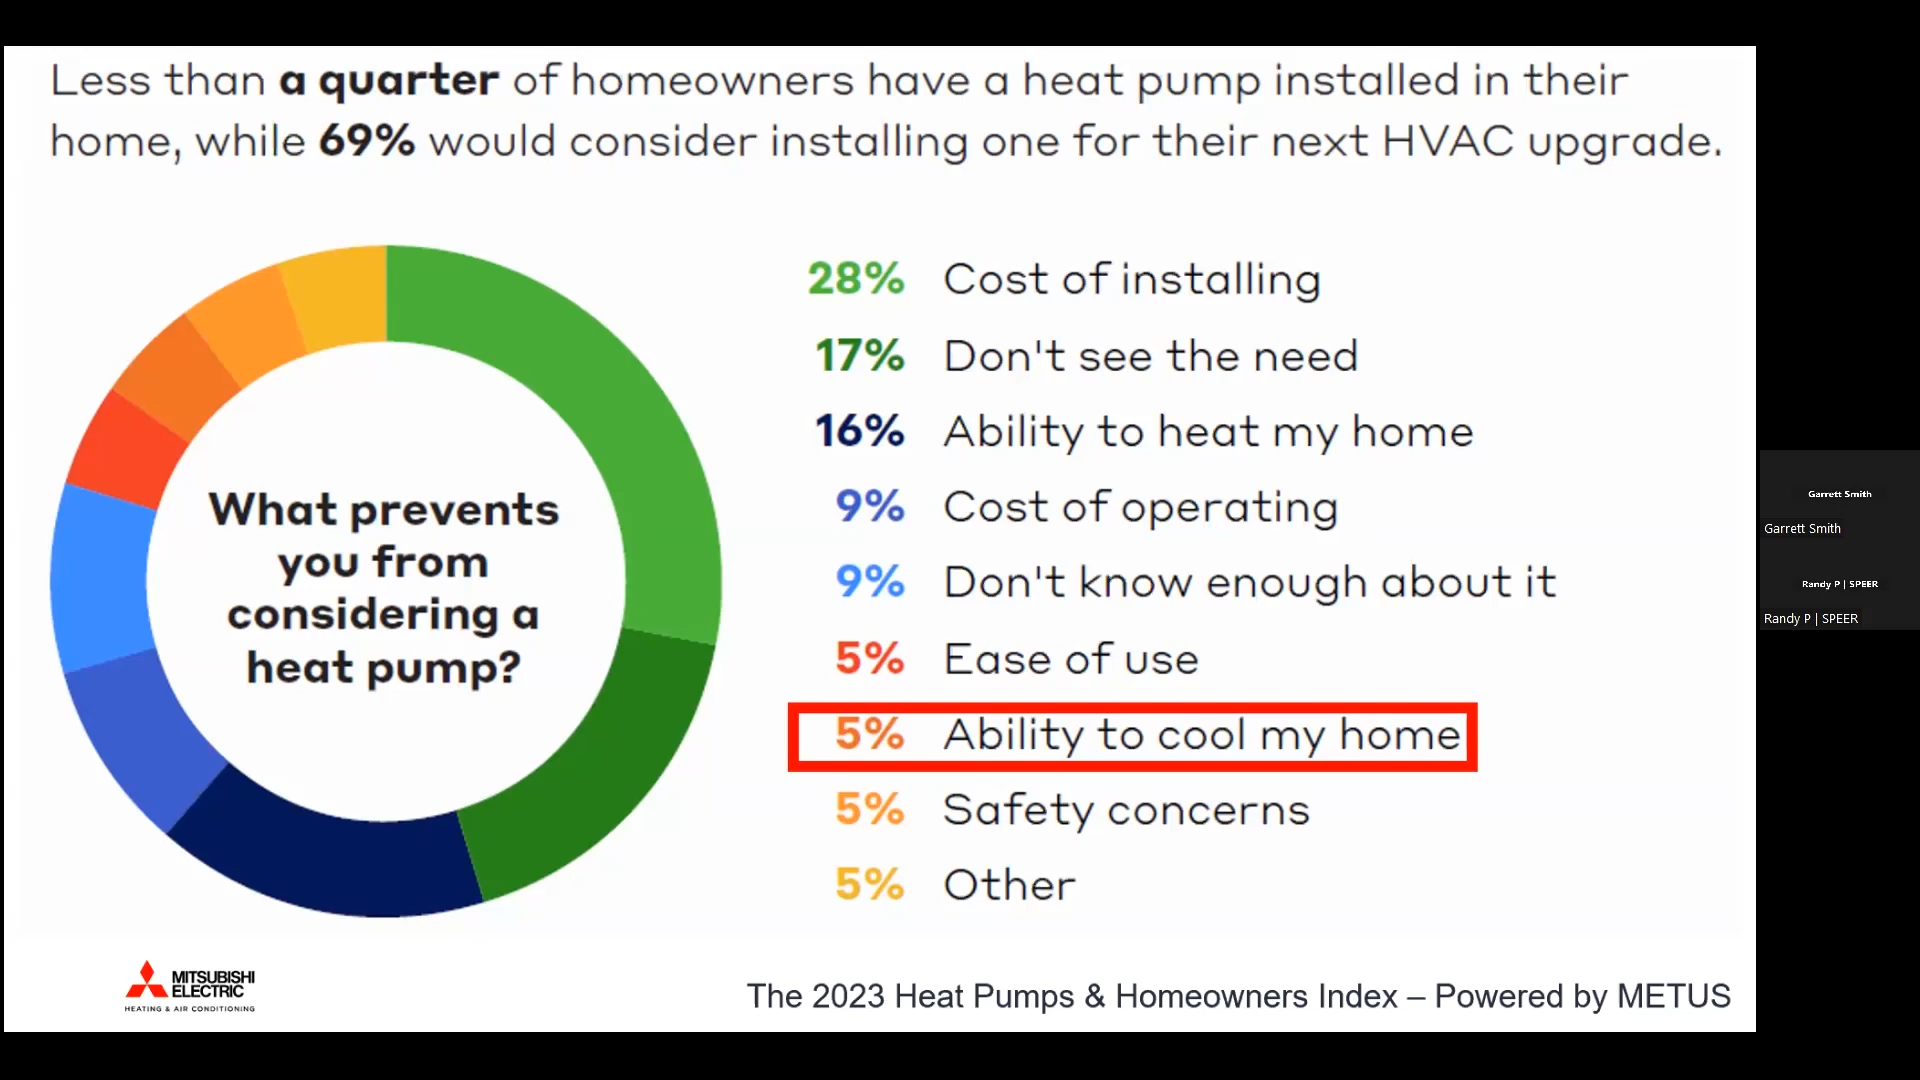 Less than a quarter of homeowners have a heat pump installed in their
home, while 69% would consider installing one for their next HVAC upgrade.
What prevents
you from
considering a
heat pump?
28% Cost of installing
17% Don't see the need
16% Ability to heat my home
9% Cost of operating
9% Don't know enough about it
5% Ease of use
5% Ability to cool my home
5% Safety concerns
5% Other
MITSUBISHI
ELECTRIC
HEATING & AIR CONDITIONING
The 2023 Heat Pumps & Homeowners Index – Powered by METUS
Garrett Smith
Garrett Smith
Randy P | SPEER
Randy P | SPEER